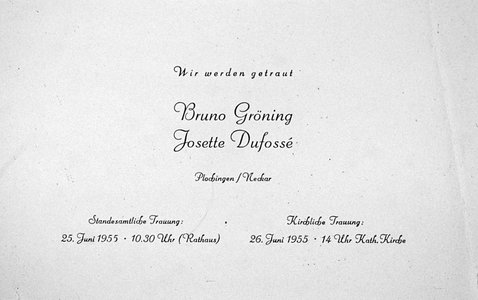 Wir werden getraut
Bruno Gröning
Josette Dufossé
Plochingen / Neckar
Standesamtliche Trauung:
25. Juni 1955 · 10.30 Uhr (Rathaus)
Kirchliche Trauung:
26. Juni 1955 · 14 Uhr Kath. Kirche